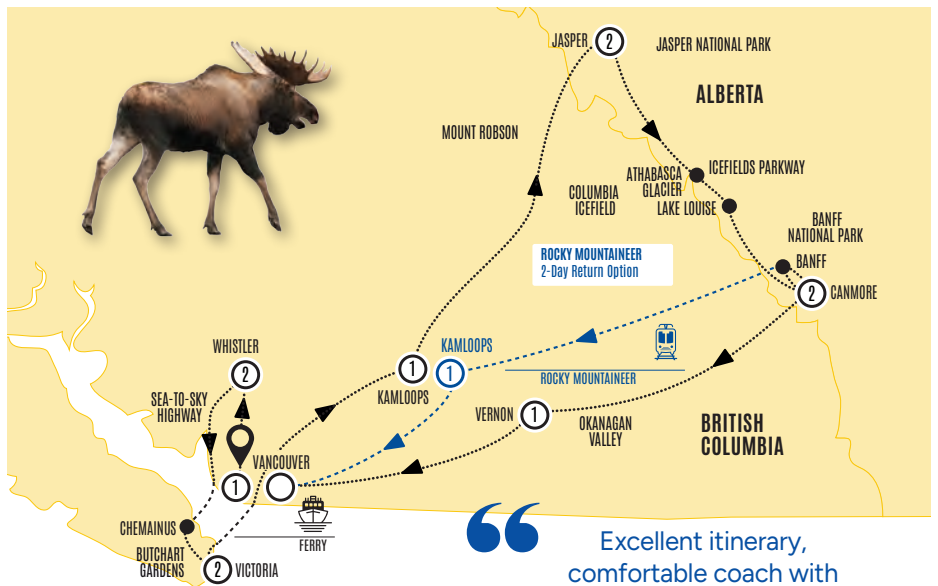 JASPER
2
JASPER NATIONAL PARK
ALBERTA
MOUNT ROBSON
ATHABASCA
GLACIER
ICEFIELDS PARKWAY
COLUMBIA
ICEFIELD
LAKE LOUISE
BANFF
NATIONAL PARK
BANFF
ROCKY MOUNTAINEER
2-Day Return Option
2
CANMORE
WHISTLER
2
KAMLOOPS
1
1
KAMLOOPS
ROCKY MOUNTAINEER
SEA-TO-SKY
HIGHWAY
VERNON
1
OKANAGAN
VALLEY
BRITISH
COLUMBIA
VANCOUVER
1
CHEMAINUS
FERRY
BUTCHART
GARDENS
2
VICTORIA
“
Excellent itinerary,
comfortable coach with